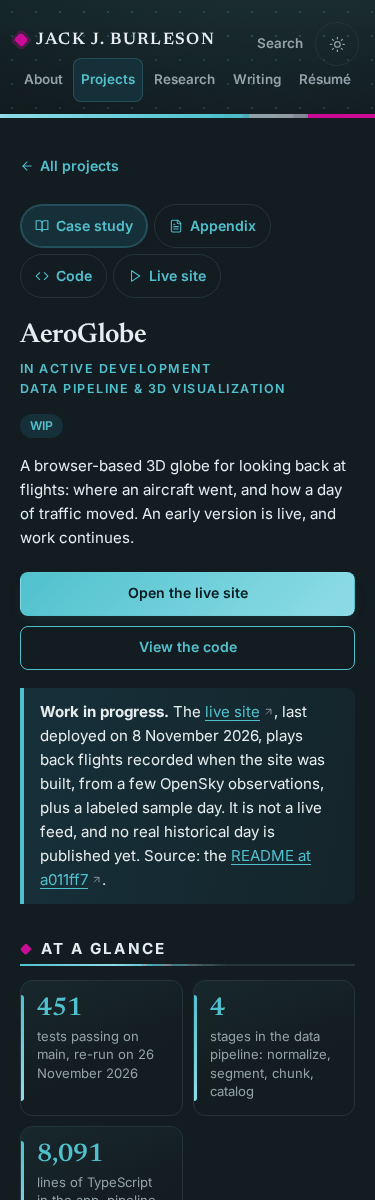 JACK J. BURLESON
Search
About Projects Research Writing Résumé
All projects
Case study Appendix
Code Live site
AeroGlobe
IN ACTIVE DEVELOPMENT
DATA PIPELINE & 3D VISUALIZATION
WIP
A browser-based 3D globe for looking back at
flights: where an aircraft went, and how a day
of traffic moved. An early version is live, and
work continues.
Open the live site
View the code
Work in progress. The live site, last
deployed on 8 November 2026, plays
back flights recorded when the site was
built, from a few OpenSky observations,
plus a labeled sample day. It is not a live
feed, and no real historical day is
published yet. Source: the README at
a011ff7.
AT A GLANCE
451
tests passing on
main, re-run on 26
November 2026
4
stages in the data
pipeline: normalize,
segment, chunk,
catalog
8,091
lines of TypeScript
in the app, pipeline